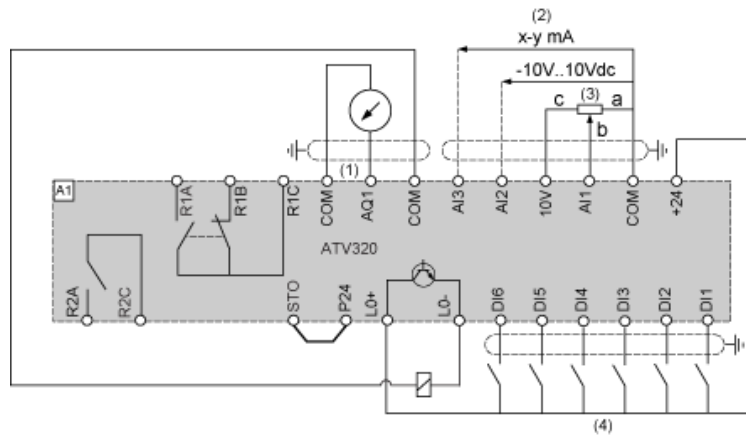 (2)
x-y mA
-10V..10Vdc
c (3) a
b
(1)
A1
R1A R1B R1C COM AQ1 COM AI3 AI2 10V AI1 COM +24
ATV320
R2A R2C STO P24 L0+ L0- DI6 DI5 DI4 DI3 DI2 DI1
(4)